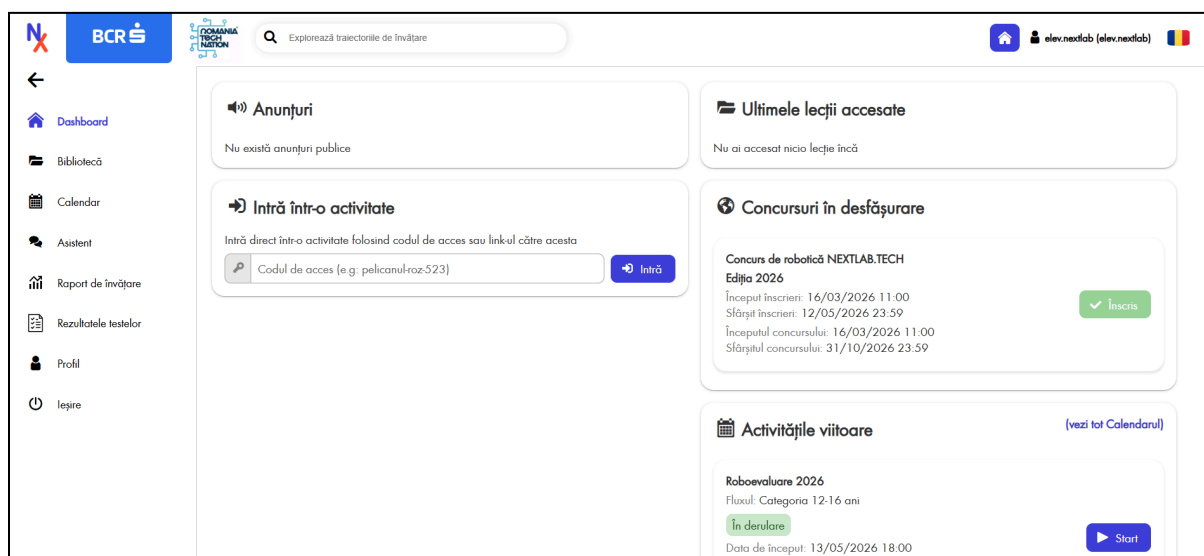 NX
BCR
ROMANIA
TECH
NATION
Explorează traiectoriile de învățare
elev.nextlab (elev.nextlab)
Dashboard
Bibliotecă
Calendar
Asistent
Raport de învățare
Rezultatele testelor
Profil
Ieșire
Anunțuri
Nu există anunțuri publice
Intră într-o activitate
Intră direct într-o activitate folosind codul de acces sau link-ul către acesta
Codul de acces (e.g: pelicanul-roz-523)
Intră
Ultimele lecții accesate
Nu ai accesat nicio lecție încă
Concursuri în desfășurare
Concurs de robotică NEXTLAB.TECH
Ediția 2026
Început înscrieri: 16/03/2026 11:00
Sfârșit înscrieri: 12/05/2026 23:59
Începutul concursului: 16/03/2026 11:00
Sfârșitul concursului: 31/10/2026 23:59
Înscris
Activitățile viitoare
(vezi tot Calendarul)
Roboevaluare 2026
Fluxul: Categoria 12-16 ani
În derulare
Data de început: 13/05/2026 18:00
Start